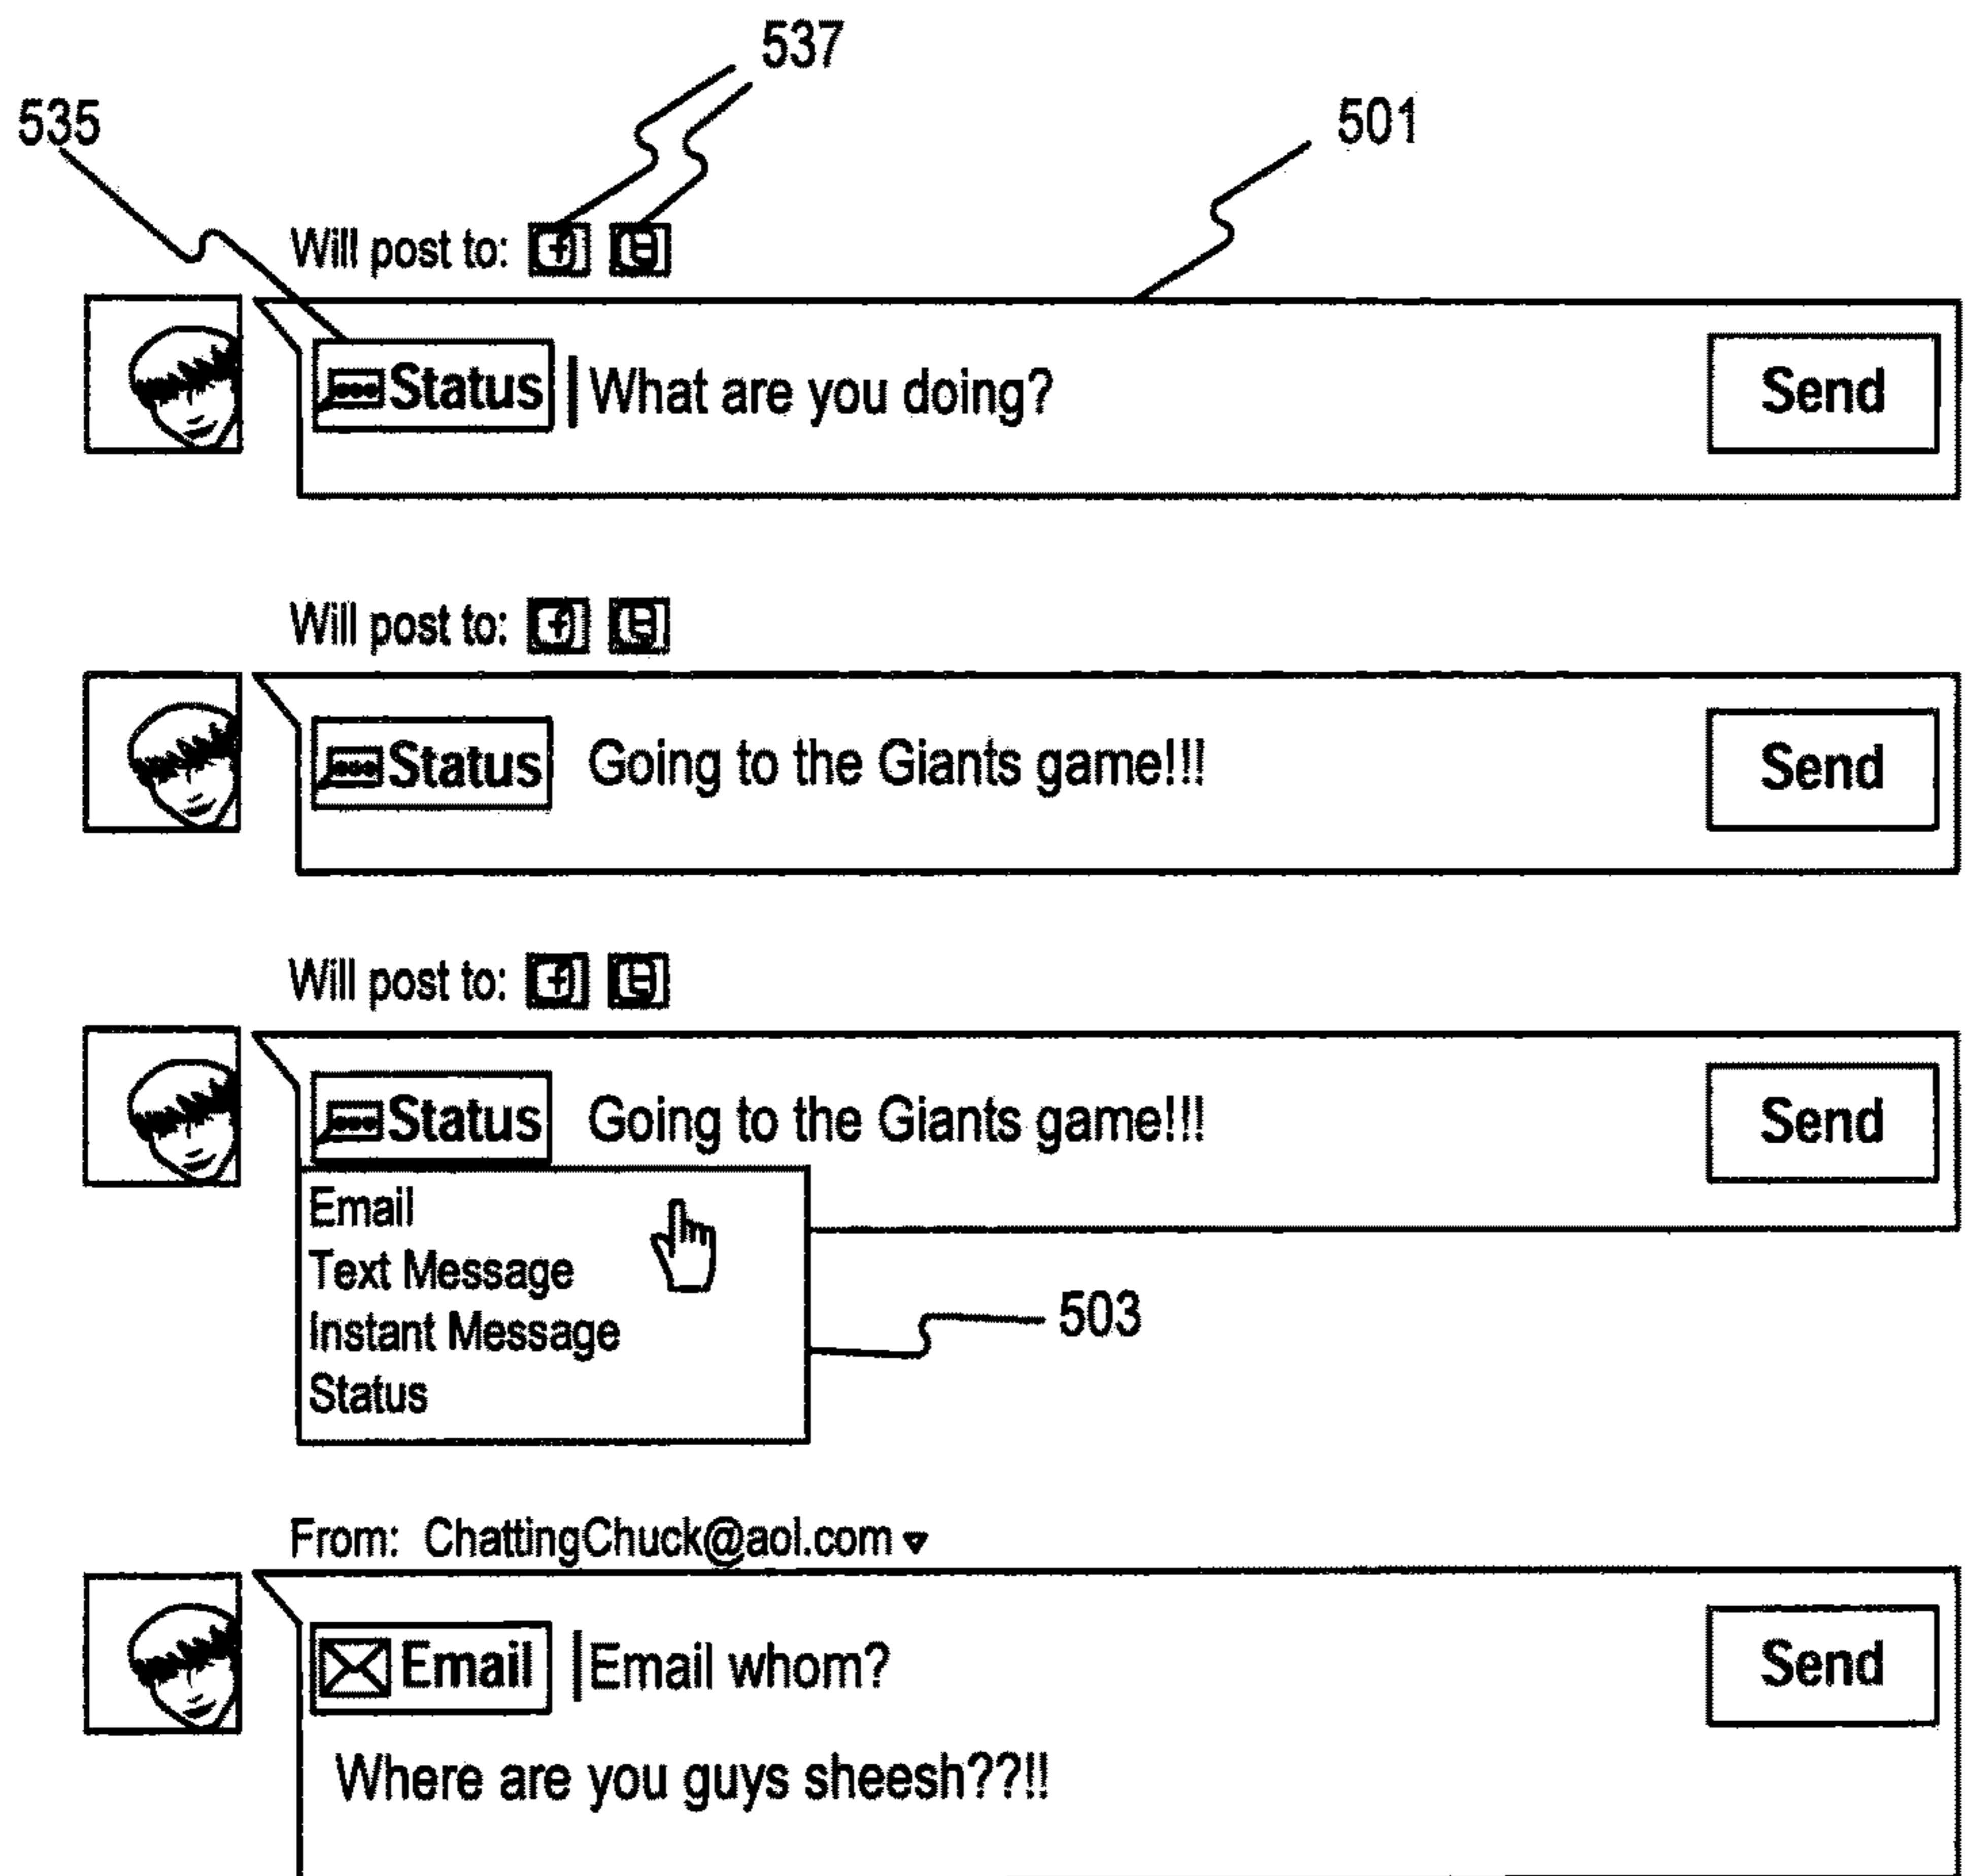 537
535
501
Will post to: f t
Status What are you doing? Send
Will post to: f t
Status Going to the Giants game!!! Send
Will post to: f t
Status Going to the Giants game!!! Send
Email
Text Message
Instant Message
503
Status
From: ChattingChuck@aol.com
Email Email whom? Send
Where are you guys sheesh??!!